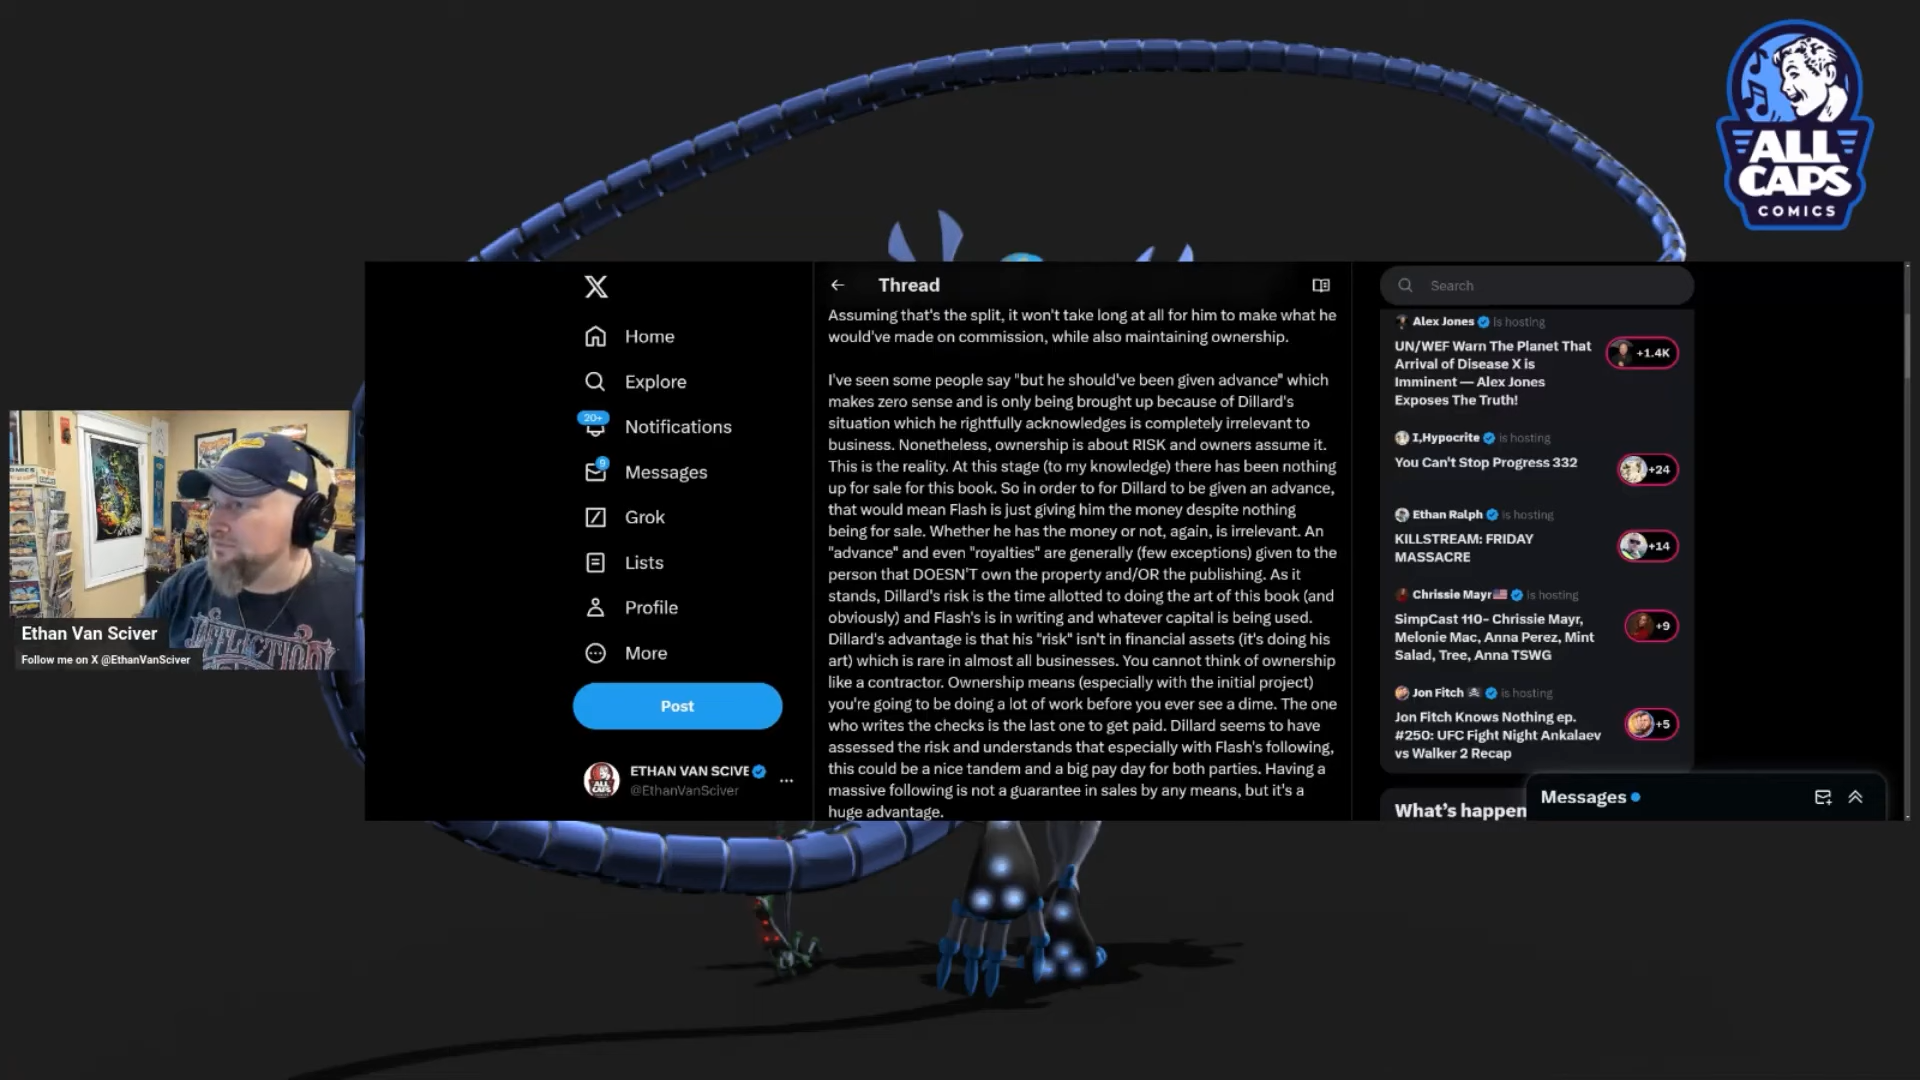 ALL
CAPS
COMICS
Ethan Van Sciver
Follow me on X @EthanVanSciver
Home
Explore
20+
Notifications
9
Messages
Grok
Lists
Profile
More
Post
ETHAN VAN SCIVE
@EthanVanSciver
Thread
Assuming that's the split, it won't take long at all for him to make what he
would've made on commission, while also maintaining ownership.
I've seen some people say "but he should've been given advance" which
makes zero sense and is only being brought up because of Dillard's
situation which he rightfully acknowledges is completely irrelevant to
business. Nonetheless, ownership is about RISK and owners assume it.
This is the reality. At this stage (to my knowledge) there has been nothing
up for sale for this book. So in order to for Dillard to be given an advance,
that would mean Flash is just giving him the money despite nothing
being for sale. Whether he has the money or not, again, is irrelevant. An
"advance" and even "royalties" are generally (few exceptions) given to the
person that DOESN'T own the property and/OR the publishing. As it
stands, Dillard's risk is the time allotted to doing the art of this book (and
obviously) and Flash's is in writing and whatever capital is being used.
Dillard's advantage is that his "risk" isn't in financial assets (it's doing his
art) which is rare in almost all businesses. You cannot think of ownership
like a contractor. Ownership means (especially with the initial project)
you're going to be doing a lot of work before you ever see a dime. The one
who writes the checks is the last one to get paid. Dillard seems to have
assessed the risk and understands that especially with Flash's following,
this could be a nice tandem and a big pay day for both parties. Having a
massive following is not a guarantee in sales by any means, but it's a
huge advantage.
Search
Alex Jones is hosting
UN/WEF Warn The Planet That
Arrival of Disease X is
Imminent — Alex Jones
Exposes The Truth!
+1.4K
I,Hypocrite is hosting
You Can't Stop Progress 332
+24
Ethan Ralph is hosting
KILLSTREAM: FRIDAY
MASSACRE
+14
Chrissie Mayr is hosting
SimpCast 110- Chrissie Mayr,
Melonie Mac, Anna Perez, Mint
Salad, Tree, Anna TSWG
+9
Jon Fitch is hosting
Jon Fitch Knows Nothing ep.
#250: UFC Fight Night Ankalaev
vs Walker 2 Recap
+5
What's happen
Messages